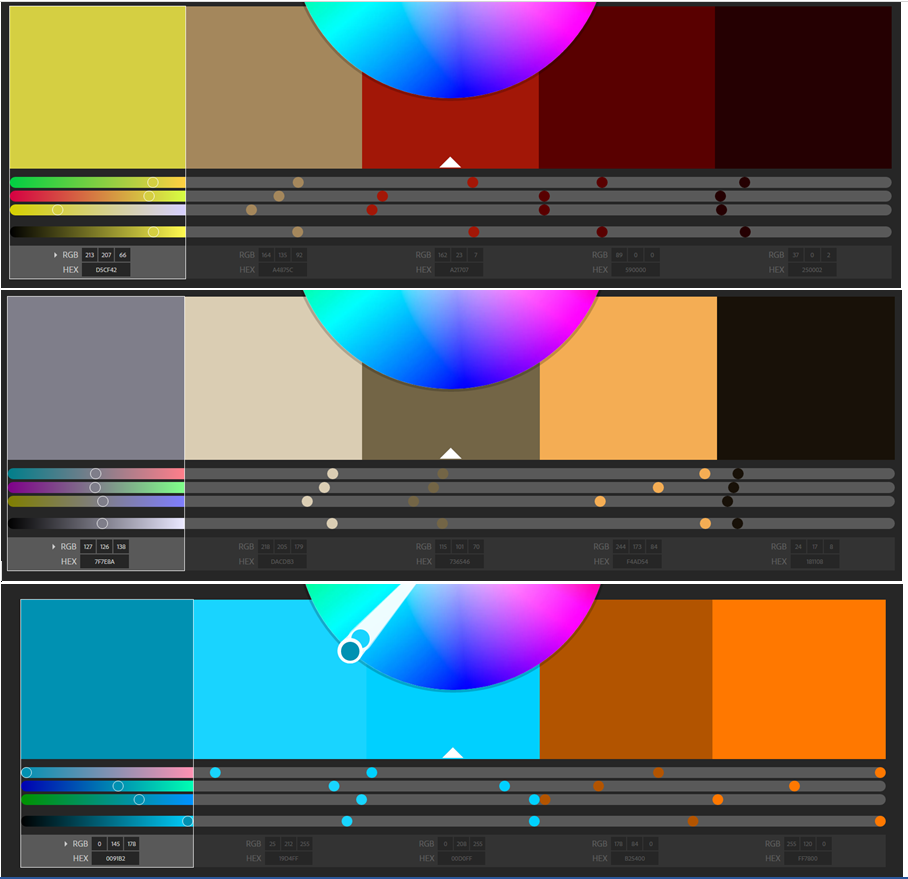 RGB 213 207 66 RGB 164 135 92 RGB 162 23 7 RGB 89 0 0 RGB 37 0 2
HEX D5CF42 HEX A4875C HEX A21707 HEX 590000 HEX 250002
RGB 127 126 138 RGB 218 205 179 RGB 115 101 70 RGB 244 173 84 RGB 24 17 8
HEX 7F7E8A HEX DACDB3 HEX 736546 HEX F4AD54 HEX 181108
RGB 0 145 178 RGB 25 212 255 RGB 0 208 255 RGB 178 84 0 RGB 255 120 0
HEX 0091B2 HEX 19D4FF HEX 00D0FF HEX B25400 HEX FF7800